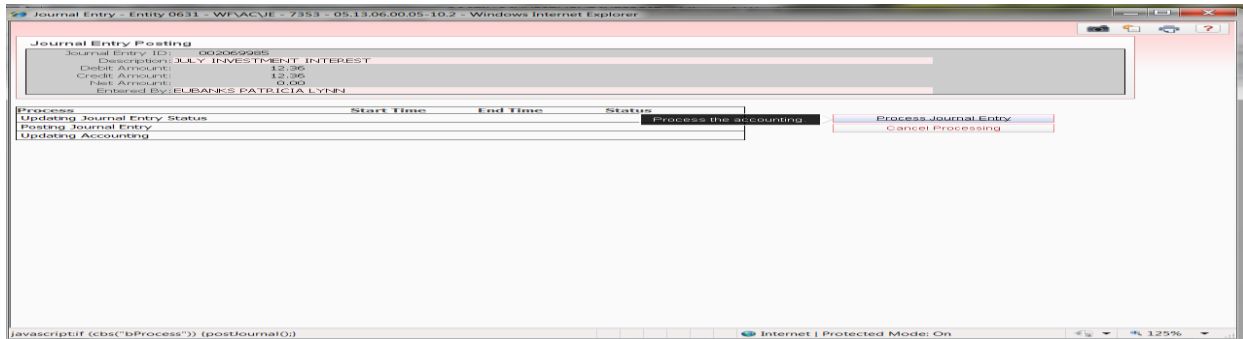 Journal Entry - Entity 0631 - WF\AC\JE - 7353 - 05.13.06.00.05-10.2 - Windows Internet Explorer
?
Journal Entry Posting
Journal Entry ID: 002069985
Description: JULY INVESTMENT INTEREST
Debit Amount: 12.36
Credit Amount: 12.36
Net Amount: 0.00
Entered By: EUBANKS PATRICIA LYNN
Process Start Time End Time Status
Updating Journal Entry Status
Process the accounting.
Process Journal Entry
Posting Journal Entry
Cancel Processing
Updating Accounting
javascript:if (cbs("bProcess")) {postJournal();}
Internet | Protected Mode: On
125%